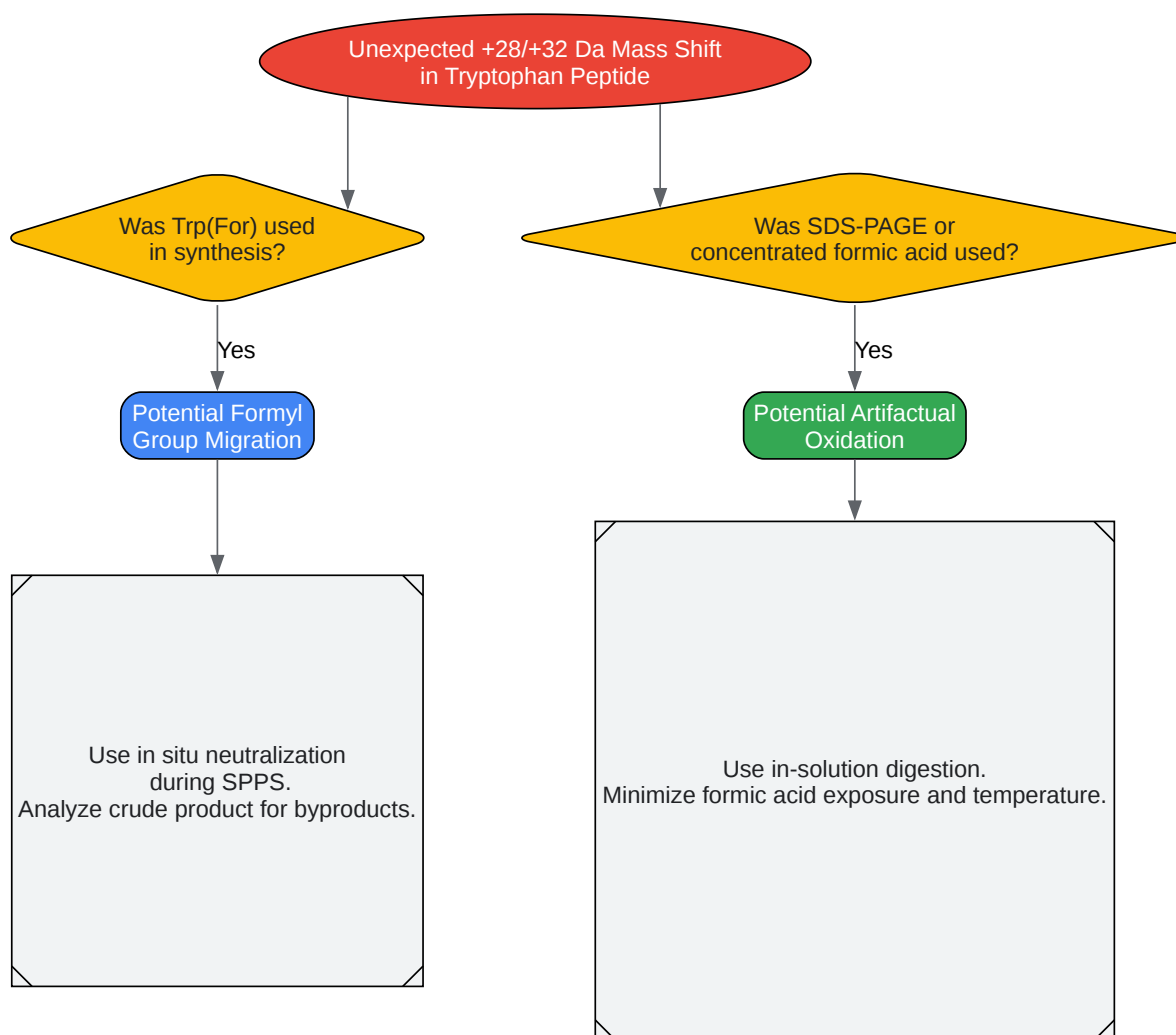 Unexpected +28/+32 Da Mass Shift
in Tryptophan Peptide
Was Trp(For) used
in synthesis?
Was SDS-PAGE or
concentrated formic acid used?
Yes
Yes
Potential Formyl
Group Migration
Potential Artifactual
Oxidation
Use in situ neutralization
during SPPS.
Analyze crude product for byproducts.
Use in-solution digestion.
Minimize formic acid exposure and temperature.